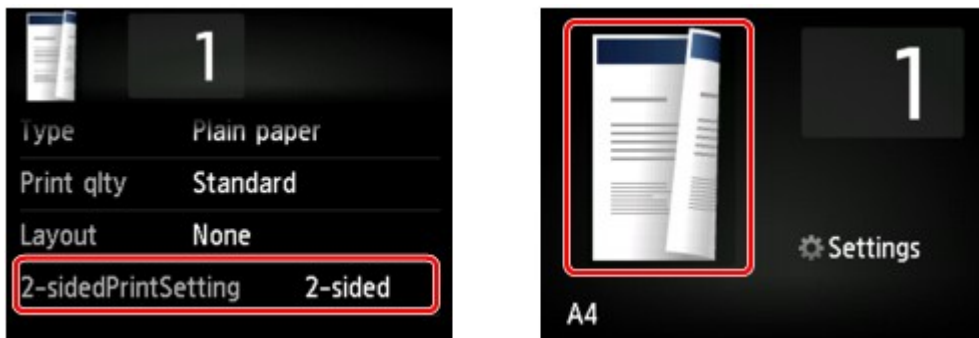 1
Type Plain paper
Print qlty Standard
Layout None
2-sidedPrintSetting 2-sided
1
Settings
A4